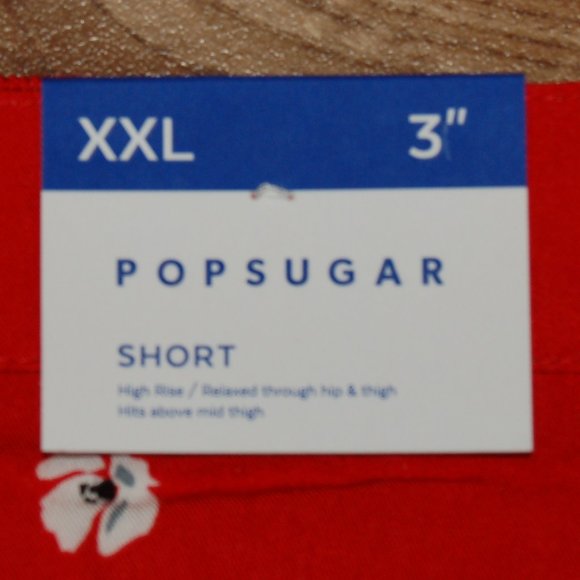 XXL 3"
POPSUGAR
SHORT
High Rise / Relaxed through hip & thigh
Hits above mid thigh